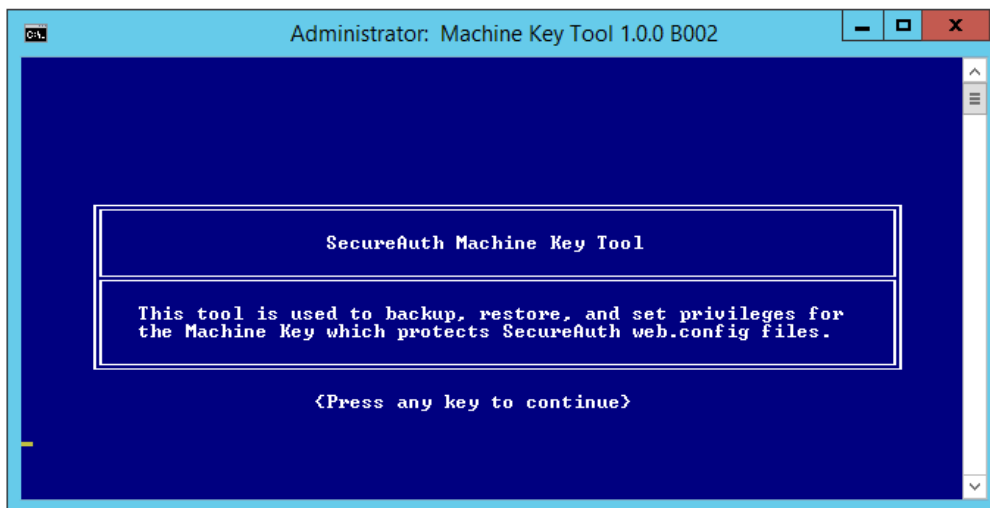 Administrator: Machine Key Tool 1.0.0 B002
SecureAuth Machine Key Tool
This tool is used to backup, restore, and set privileges for
the Machine Key which protects SecureAuth web.config files.
{Press any key to continue}